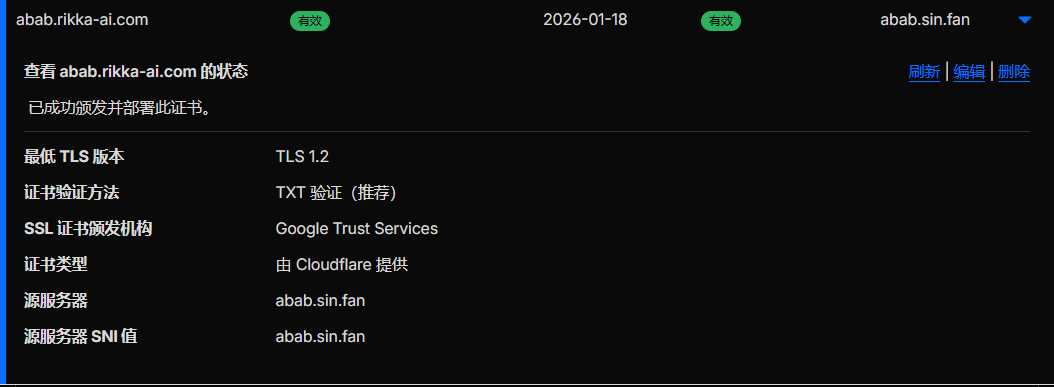 abab.rikka-ai.com 有效 2026-01-18 有效 abab.sin.fan
查看 abab.rikka-ai.com 的状态 刷新 | 编辑 | 删除
已成功颁发并部署此证书。
最低 TLS 版本 TLS 1.2
证书验证方法 TXT 验证（推荐）
SSL 证书颁发机构 Google Trust Services
证书类型 由 Cloudflare 提供
源服务器 abab.sin.fan
源服务器 SNI 值 abab.sin.fan